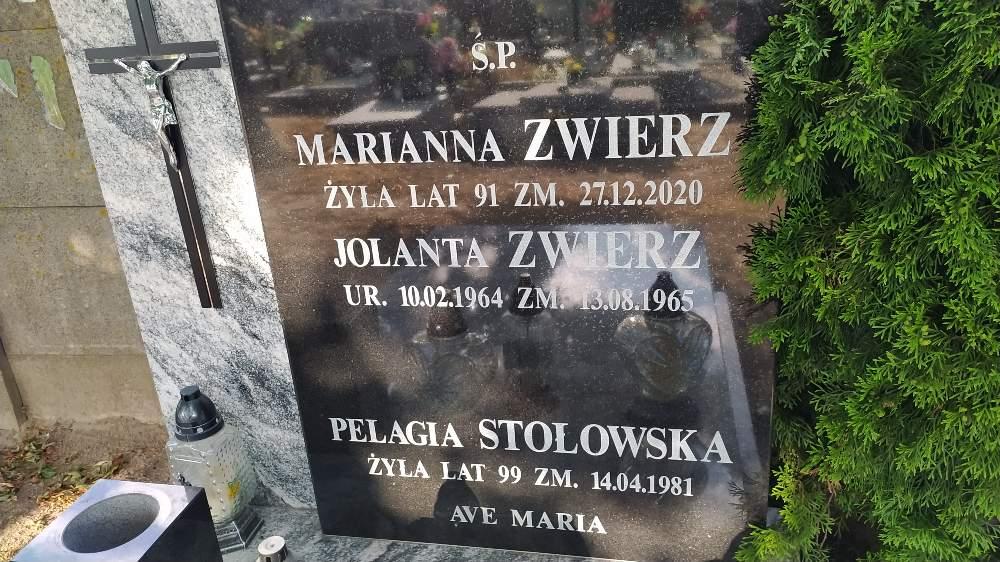 Ś.P.
MARIANNA ZWIERZ
ŻYŁA LAT 91 ZM. 27.12.2020
JOLANTA ZWIERZ
UR. 10.02.1964 ZM. 13.08.1965
PELAGIA STOŁOWSKA
ŻYŁA LAT 99 ZM. 14.04.1981
AVE MARIA